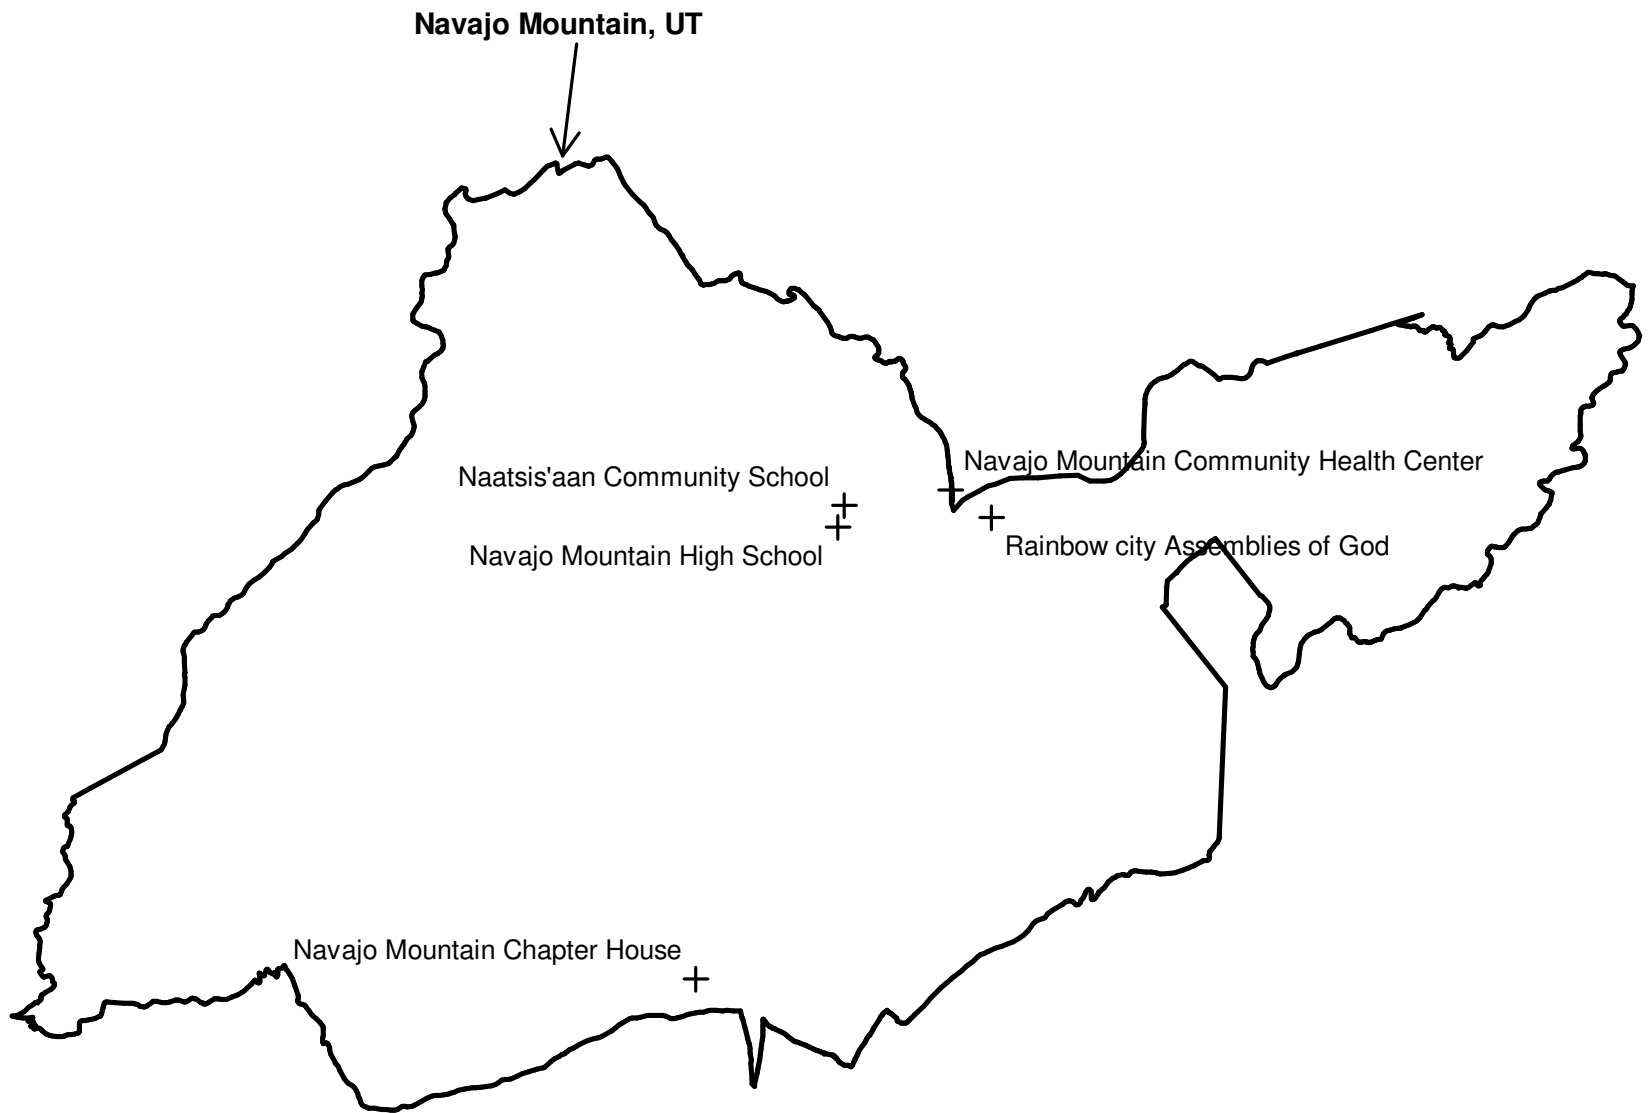 Navajo Mountain, UT
Navajo Mountain Community Health Center
Naatsis'aan Community School
Rainbow city Assemblies of God
Navajo Mountain High School
Navajo Mountain Chapter House